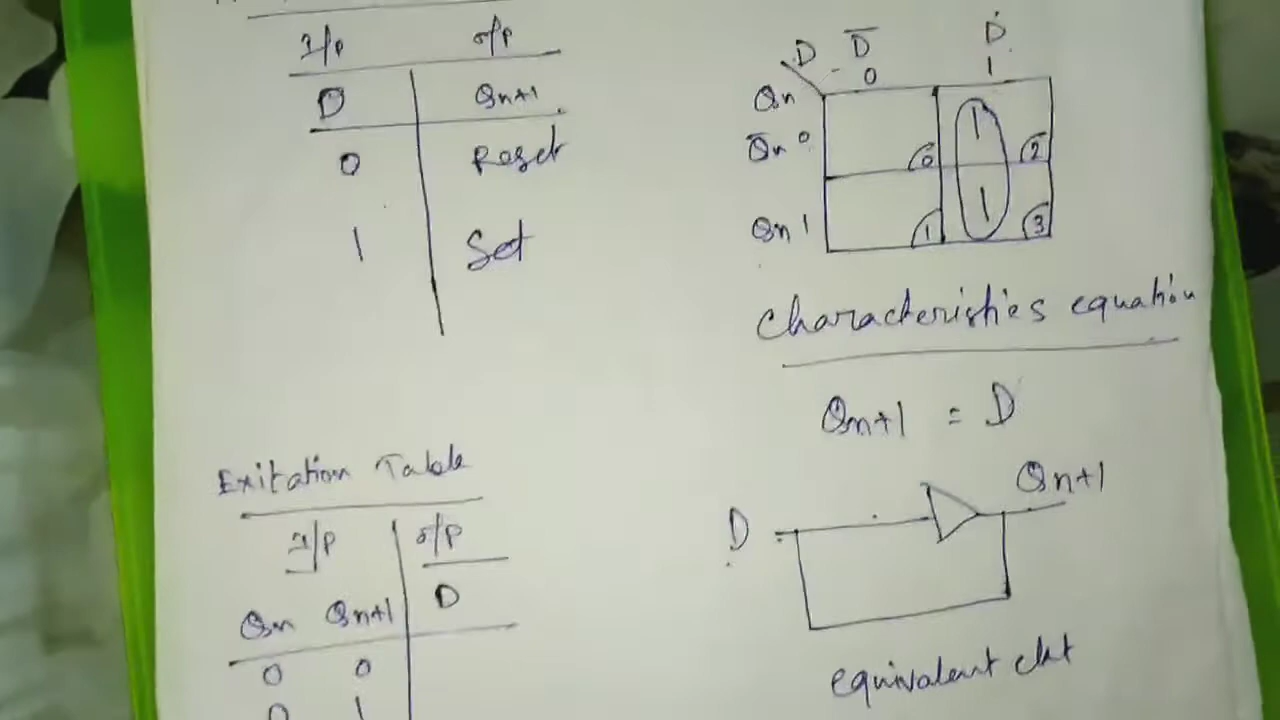 I/p o/p
D Qn+1
0 Reset
1 Set
D D̅ D
0 1
Qn
Q̅n 0 1 0 2
Qn 1 1 1 3
Characteristics equation
Qn+1 = D
D Qn+1
equivalent ckt
Exitation Table
I/p o/p
Qn Qn+1 D
0 0
0 1